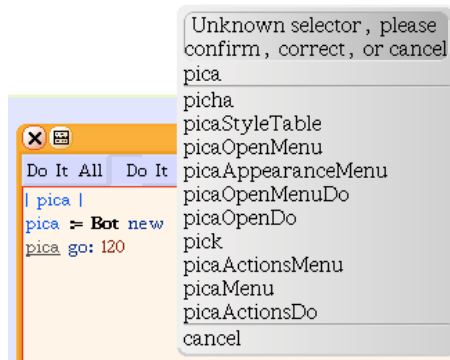 Unknown selector, please
confirm, correct, or cancel
pica
picha
picaStyleTable
picaOpenMenu
picaAppearanceMenu
picaOpenMenuDo
picaOpenDo
pick
picaActionsMenu
picaMenu
picaActionsDo
cancel
Do It All Do It
| pica |
pica := Bot new
pica go: 120